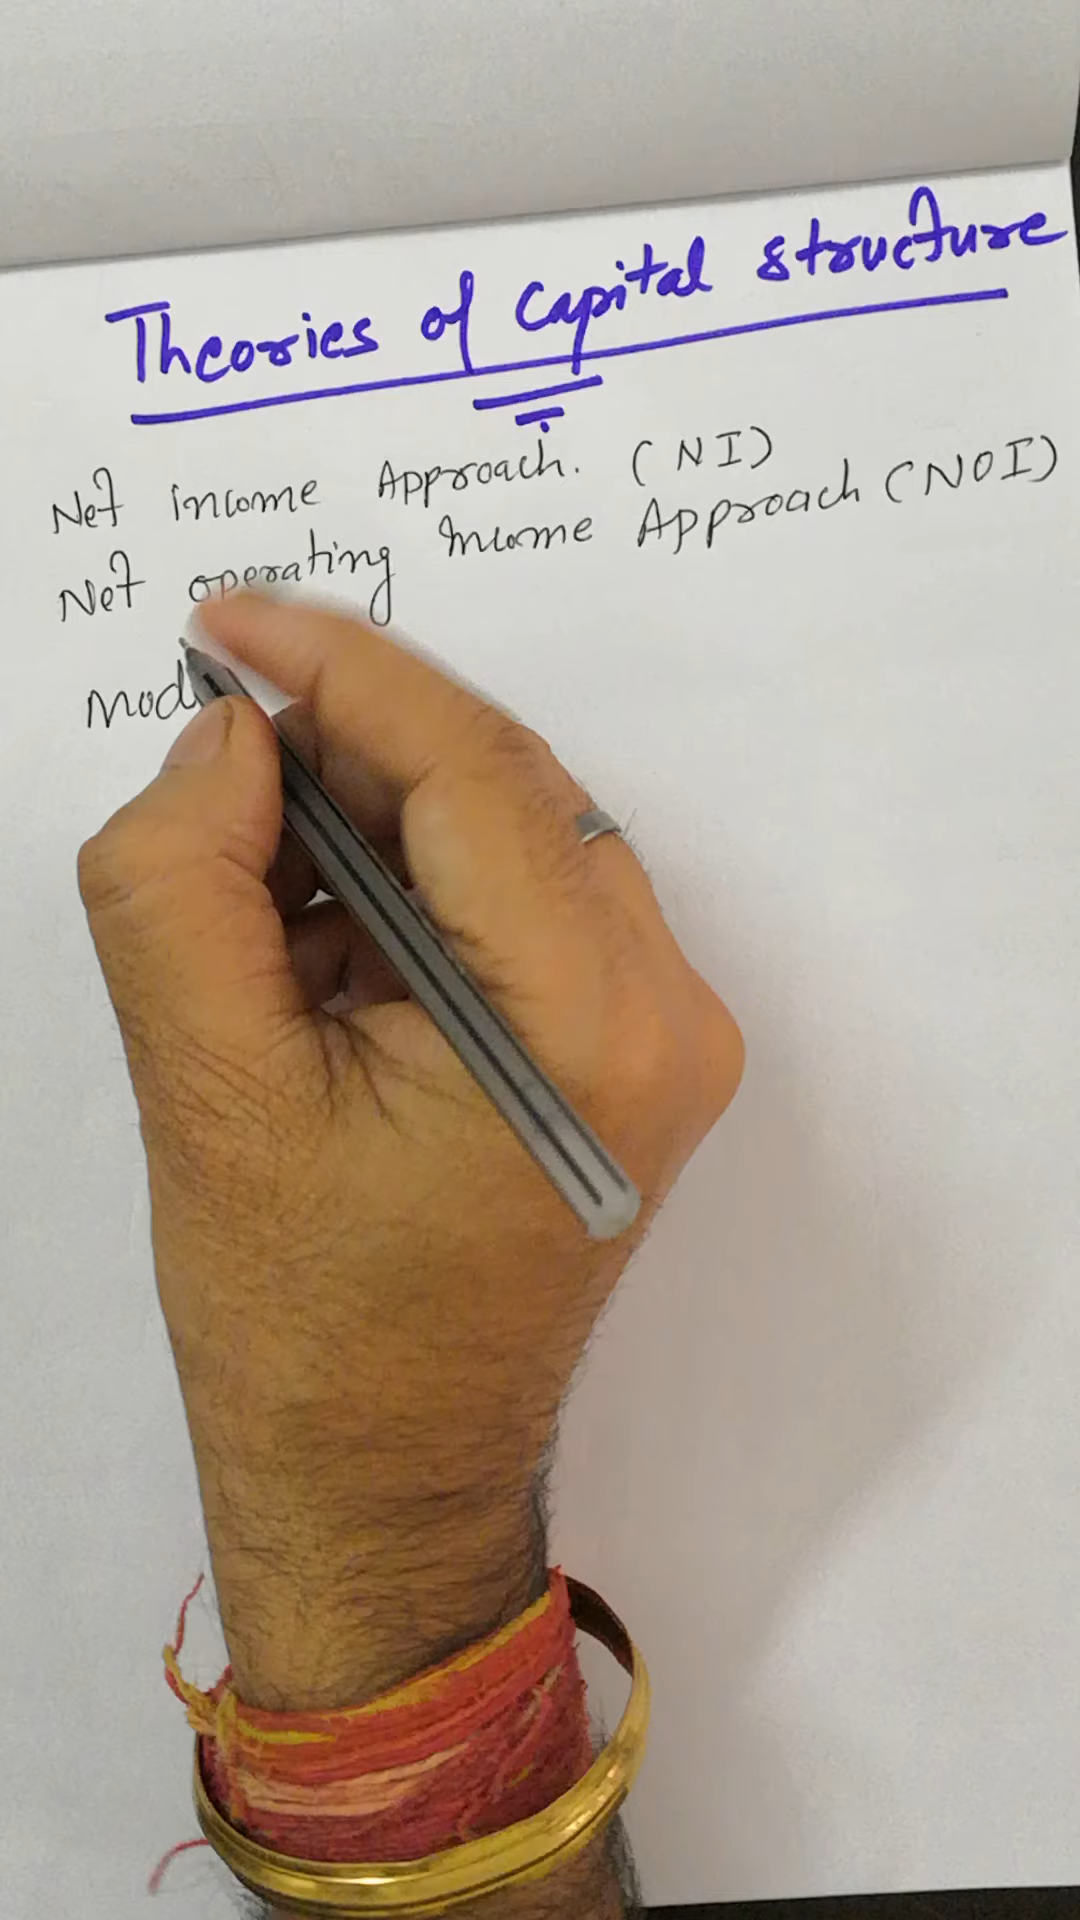 Theories of capital structure
Net income Approach. (NI)
Net operating Income Approach (NOI)
Mod